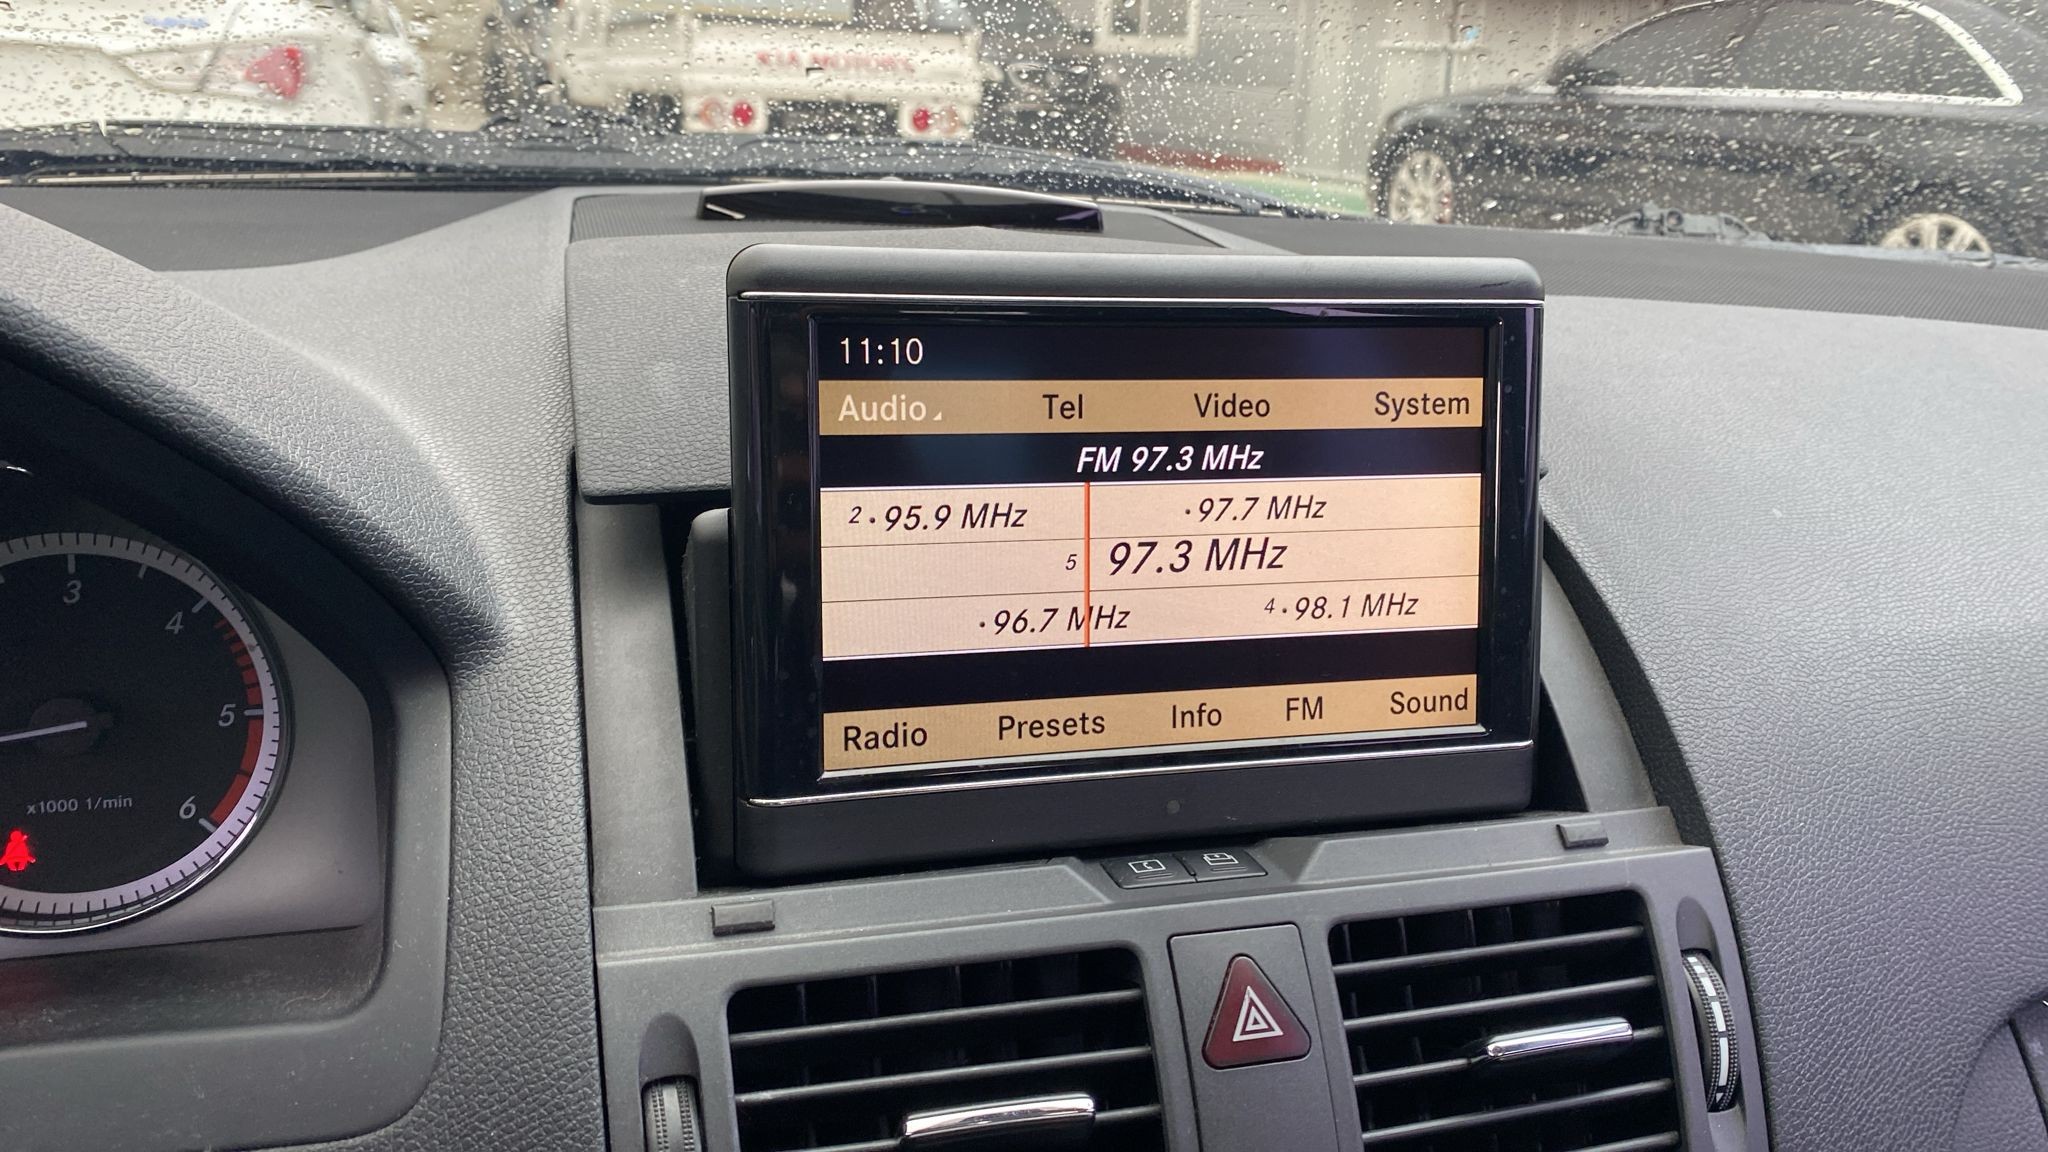 KIA MOTORS
11:10
Audio Tel Video System
FM 97.3 MHz
2 · 95.9 MHz · 97.7 MHz
5 97.3 MHz
· 96.7 MHz 4 · 98.1 MHz
Radio Presets Info FM Sound
3
4
5
x1000 1/min
6